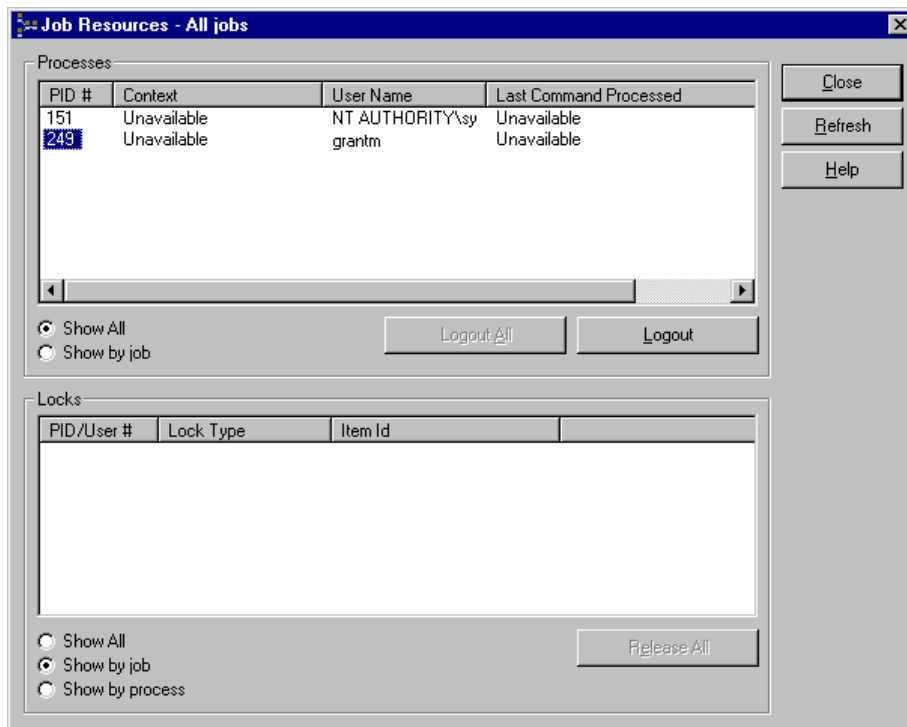 Job Resources - All jobs
Processes
PID # Context User Name Last Command Processed
Close
151 Unavailable NT AUTHORITY\sy Unavailable
249 Unavailable grantm Unavailable
Refresh
Help
Show All
Logout All Logout
Show by job
Locks
PID/User # Lock Type Item Id
Show All
Release All
Show by job
Show by process